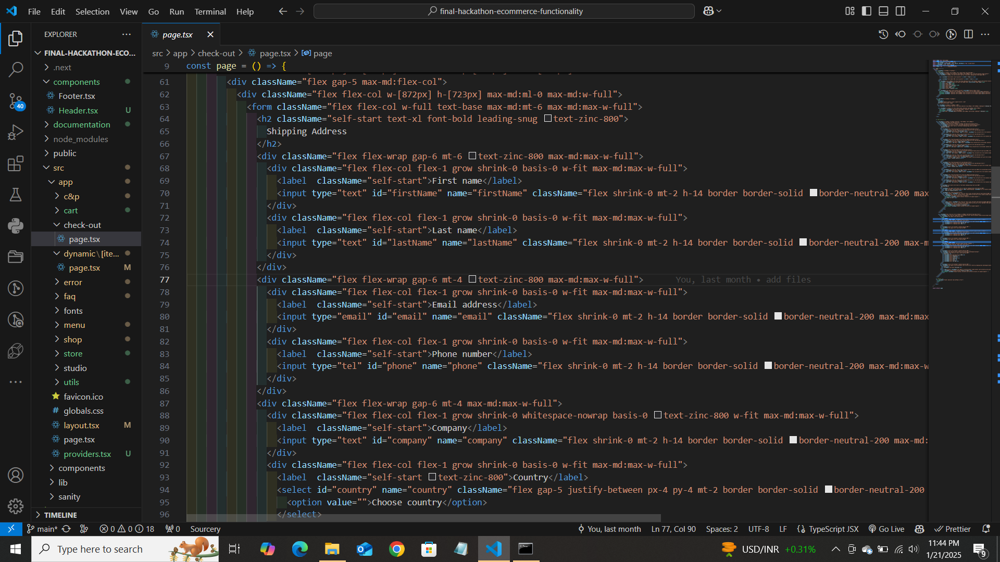 File Edit Selection View Go Run Terminal Help
final-hackathon-ecommerce-functionality
EXPLORER
page.tsx
FINAL-HACKATHON-ECO...
.next
components
Footer.tsx
Header.tsx U
documentation
node_modules
public
src
app
c&p
cart
check-out
page.tsx
dynamic\[ite...
page.tsx M
error
faq
fonts
menu
shop
store
studio
utils
favicon.ico
globals.css
layout.tsx M
page.tsx
providers.tsx U
components
lib
sanity
TIMELINE
40
src > app > check-out > page.tsx > page
9 const page = () => {
61 <div className="flex gap-5 max-md:flex-col">
62 <div className="flex flex-col w-[872px] h-[723px] max-md:ml-0 max-md:w-full">
63 <form className="flex flex-col w-full text-base max-md:mt-6 max-md:max-w-full">
64 <h2 className="self-start text-xl font-bold leading-snug text-zinc-800">
65 Shipping Address
66 </h2>
67 <div className="flex flex-wrap gap-6 mt-6 text-zinc-800 max-md:max-w-full">
68 <div className="flex flex-col flex-1 grow shrink-0 basis-0 w-fit max-md:max-w-full">
69 <label  className="self-start">First name</label>
70 <input type="text" id="firstName" name="firstName" className="flex shrink-0 mt-2 h-14 border border-solid border-neutral-200 max
71 </div>
72 <div className="flex flex-col flex-1 grow shrink-0 basis-0 w-fit max-md:max-w-full">
73 <label  className="self-start">Last name</label>
74 <input type="text" id="lastName" name="lastName" className="flex shrink-0 mt-2 h-14 border border-solid border-neutral-200 max-m
75 </div>
76 </div>
77 <div className="flex flex-wrap gap-6 mt-4 text-zinc-800 max-md:max-w-full"> You, last month • add files
78 <div className="flex flex-col flex-1 grow shrink-0 basis-0 w-fit max-md:max-w-full">
79 <label  className="self-start">Email address</label>
80 <input type="email" id="email" name="email" className="flex shrink-0 mt-2 h-14 border border-solid border-neutral-200 max-md:max
81 </div>
82 <div className="flex flex-col flex-1 grow shrink-0 basis-0 w-fit max-md:max-w-full">
83 <label  className="self-start">Phone number</label>
84 <input type="tel" id="phone" name="phone" className="flex shrink-0 mt-2 h-14 border border-solid border-neutral-200 max-md:max-w
85 </div>
86 </div>
87 <div className="flex flex-wrap gap-6 mt-4 max-md:max-w-full">
88 <div className="flex flex-col flex-1 grow shrink-0 whitespace-nowrap basis-0 text-zinc-800 w-fit max-md:max-w-full">
89 <label  className="self-start">Company</label>
90 <input type="text" id="company" name="company" className="flex shrink-0 mt-2 h-14 border border-solid border-neutral-200 max-md:
91 </div>
92 <div className="flex flex-col flex-1 grow shrink-0 basis-0 w-fit max-md:max-w-full">
93 <label  className="self-start text-zinc-800">Country</label>
94 <select id="country" name="country" className="flex gap-5 justify-between px-4 py-4 mt-2 border border-solid border-neutral-200
95 <option value="">Choose country</option>
96 </select>
main* 0 0 18 0 Sourcery You, last month Ln 77, Col 90 Spaces: 2 UTF-8 LF TypeScript JSX Go Live Prettier
Type here to search
USD/INR +0.31%
11:44 PM
1/21/2025
9